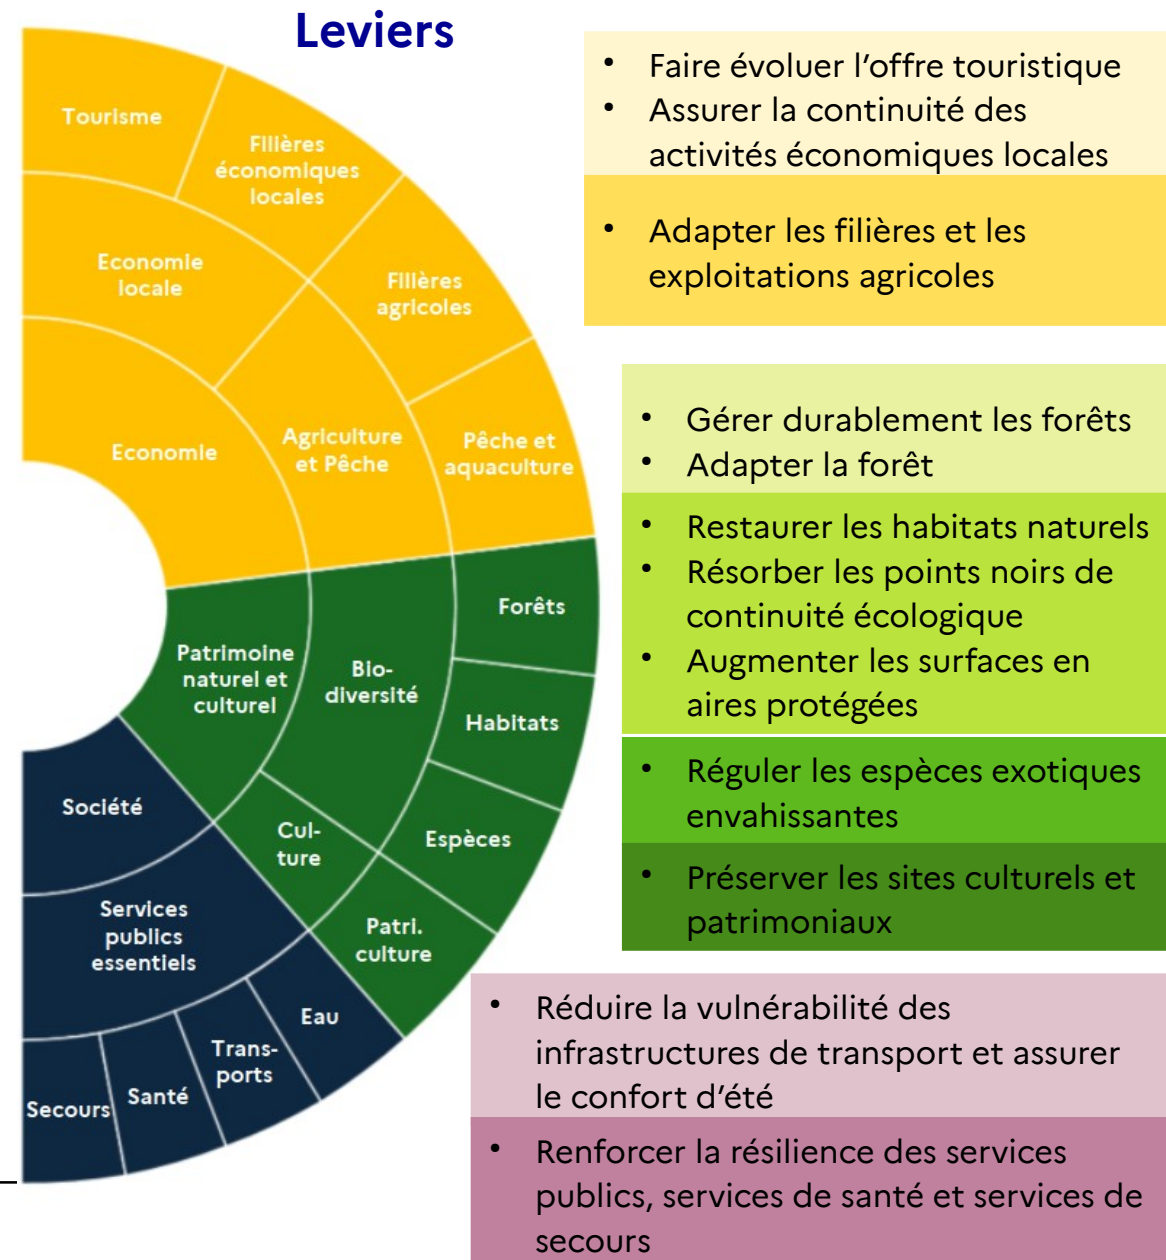 Leviers
Tourisme
Filières
économiques
locales
Economie
locale
Filières
agricoles
Economie
Agriculture
et Pêche
Pêche et
aquaculture
Forêts
Patrimoine
naturel et
culturel
Bio-
diversité
Habitats
Société
Cul-
ture
Espèces
Services
publics
essentiels
Patri.
culture
Eau
Trans-
ports
Santé
Secours
• Faire évoluer l’offre touristique
• Assurer la continuité des
activités économiques locales
• Adapter les filières et les
exploitations agricoles
• Gérer durablement les forêts
• Adapter la forêt
• Restaurer les habitats naturels
• Résorber les points noirs de
continuité écologique
• Augmenter les surfaces en
aires protégées
• Réguler les espèces exotiques
envahissantes
• Préserver les sites culturels et
patrimoniaux
• Réduire la vulnérabilité des
infrastructures de transport et assurer
le confort d’été
• Renforcer la résilience des services
publics, services de santé et services de
secours